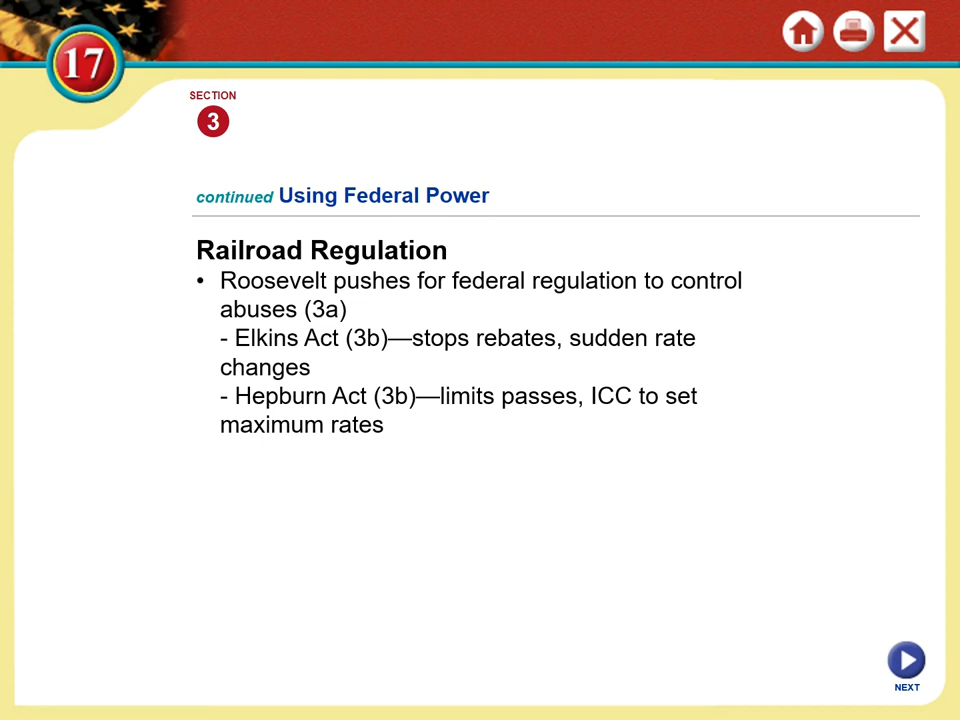 17
SECTION
3
continued Using Federal Power
Railroad Regulation
• Roosevelt pushes for federal regulation to control
abuses (3a)
- Elkins Act (3b)—stops rebates, sudden rate
changes
- Hepburn Act (3b)—limits passes, ICC to set
maximum rates
NEXT